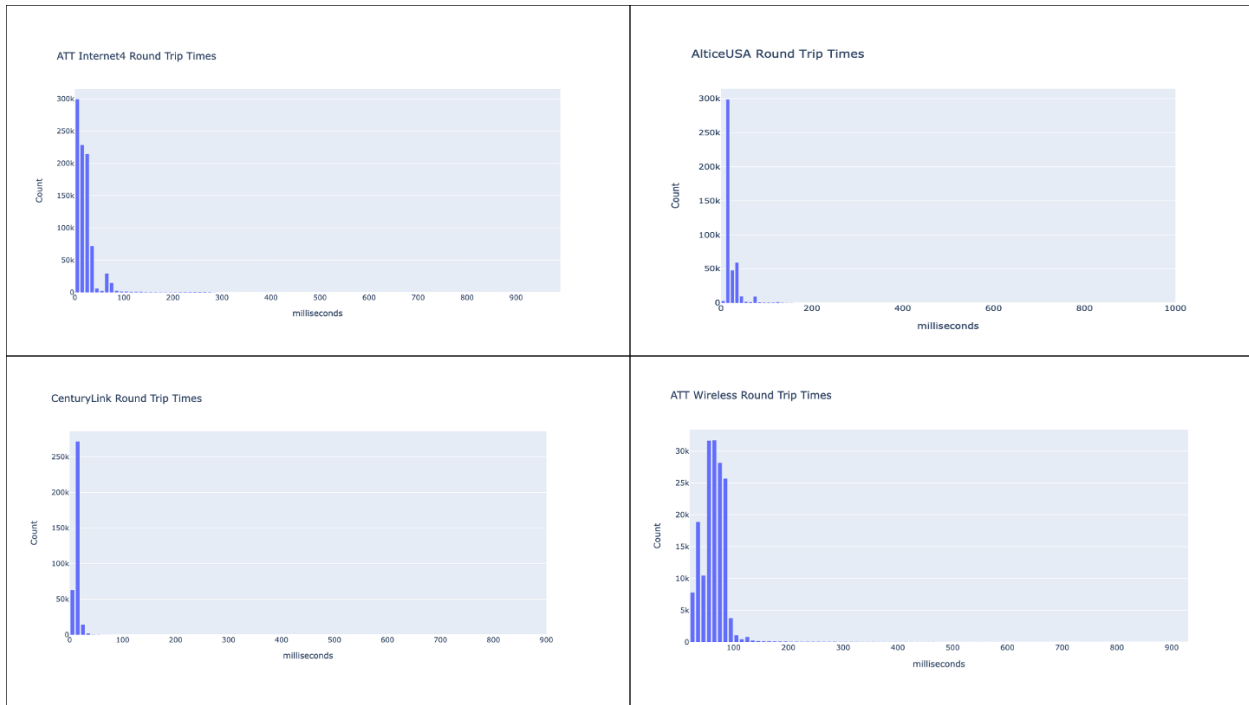 ATT Internet4 Round Trip Times
300k
250k
200k
150k
100k
50k
0
Count
0 100 200 300 400 500 600 700 800 900
milliseconds
AlticeUSA Round Trip Times
300k
250k
200k
150k
100k
50k
0
Count
0 200 400 600 800 1000
milliseconds
CenturyLink Round Trip Times
250k
200k
150k
100k
50k
0
Count
0 100 200 300 400 500 600 700 800 900
milliseconds
ATT Wireless Round Trip Times
30k
25k
20k
15k
10k
5k
0
Count
100 200 300 400 500 600 700 800 900
milliseconds